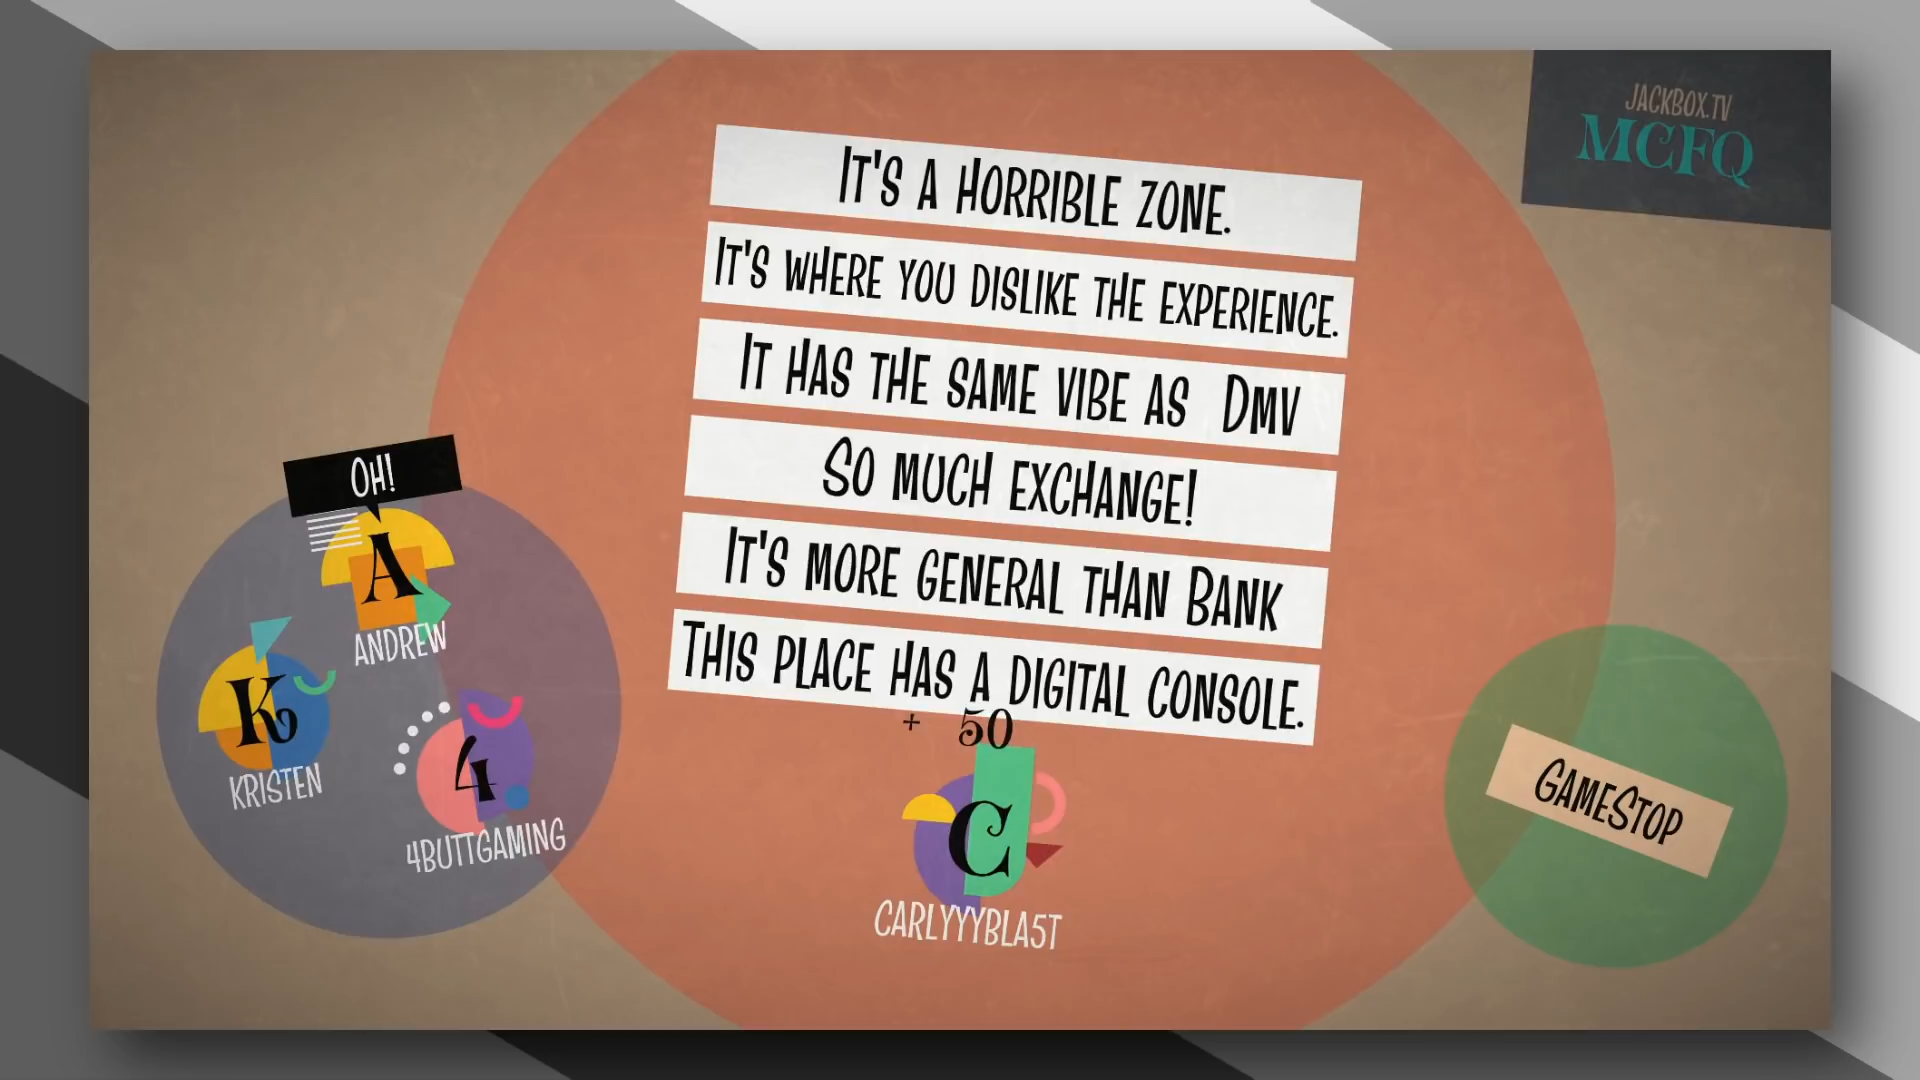 JACKBOX.TV
MCFQ
IT'S A HORRIBLE ZONE.
IT'S WHERE YOU DISLIKE THE EXPERIENCE.
IT HAS THE SAME VIBE AS DMV
SO MUCH EXCHANGE!
IT'S MORE GENERAL THAN BANK
THIS PLACE HAS A DIGITAL CONSOLE.
OH!
A
ANDREW
K
KRISTEN
4
4BUTTGAMING
+ 50
C
CARLYYYBLA5T
GAMESTOP